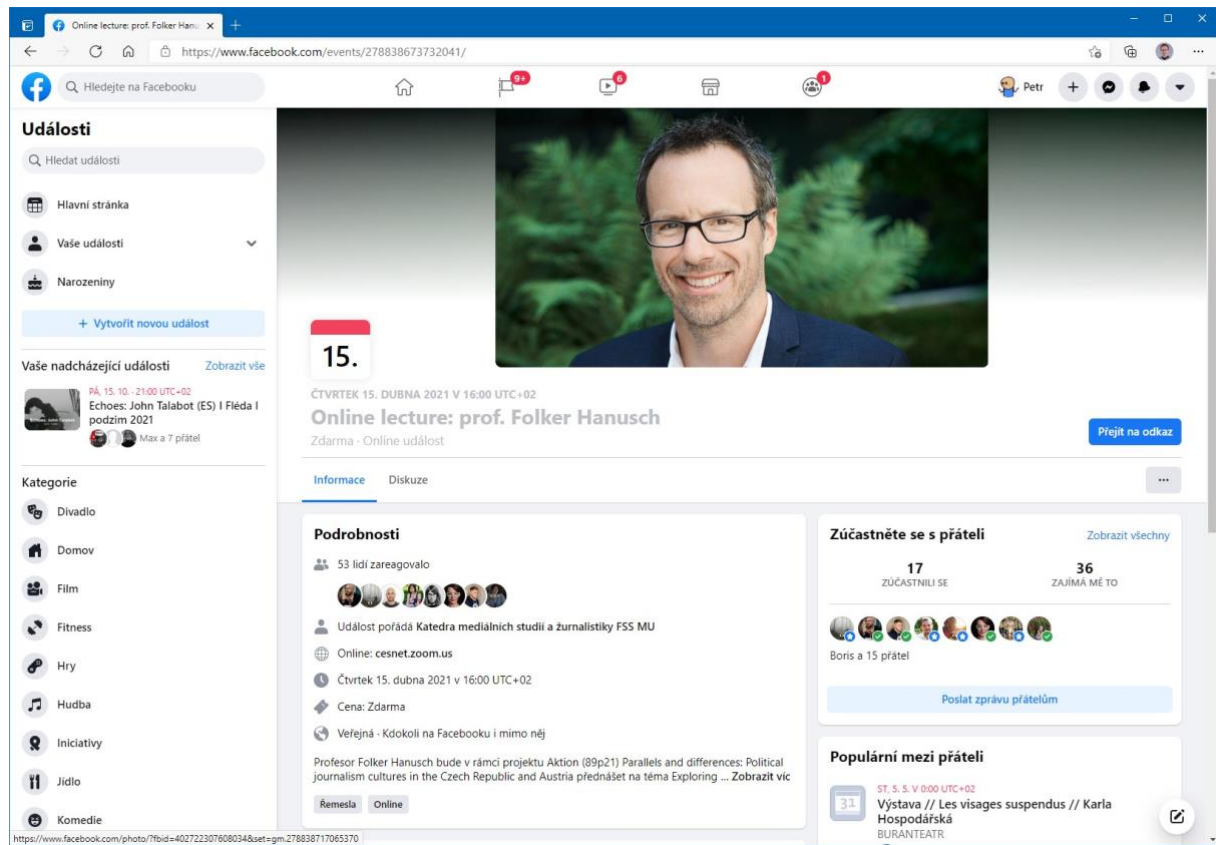 Online lecture: prof. Folker Hanu
https://www.facebook.com/events/278838673732041/
Hledejte na Facebooku
9+
6
1
Petr
Události
Hledat události
Hlavní stránka
Vaše události
Narozeniny
+ Vytvořit novou událost
Vaše nadcházející události Zobrazit vše
PÁ, 15. 10. - 21:00 UTC+02
Echoes: John Talabot (ES) I Fléda I
podzim 2021
Max a 7 přátel
Kategorie
Divadlo
Domov
Film
Fitness
Hry
Hudba
Iniciativy
Jídlo
Komedie
https://www.facebook.com/photo/?fbid=402722307608034&set=gm.278838717065370
15.
ČTVRTEK 15. DUBNA 2021 V 16:00 UTC+02
Online lecture: prof. Folker Hanusch
Zdarma · Online událost
Přejít na odkaz
Informace Diskuze
Podrobnosti
53 lidí zareagovalo
Událost pořádá Katedra mediálních studií a žurnalistiky FSS MU
Online: cesnet.zoom.us
Čtvrtek 15. dubna 2021 v 16:00 UTC+02
Cena: Zdarma
Veřejná · Kdokoli na Facebooku i mimo něj
Profesor Folker Hanusch bude v rámci projektu Aktion (89p21) Parallels and differences: Political
journalism cultures in the Czech Republic and Austria přednášet na téma Exploring ... Zobrazit víc
Řemesla Online
Zúčastněte se s přáteli Zobrazit všechny
17 36
ZÚČASTNILI SE ZAJÍMÁ MĚ TO
Boris a 15 přátel
Poslat zprávu přátelům
Populární mezi přáteli
31
ST, 5. 5. V 0:00 UTC+02
Výstava // Les visages suspendus // Karla
Hospodářská
BURANTEATR